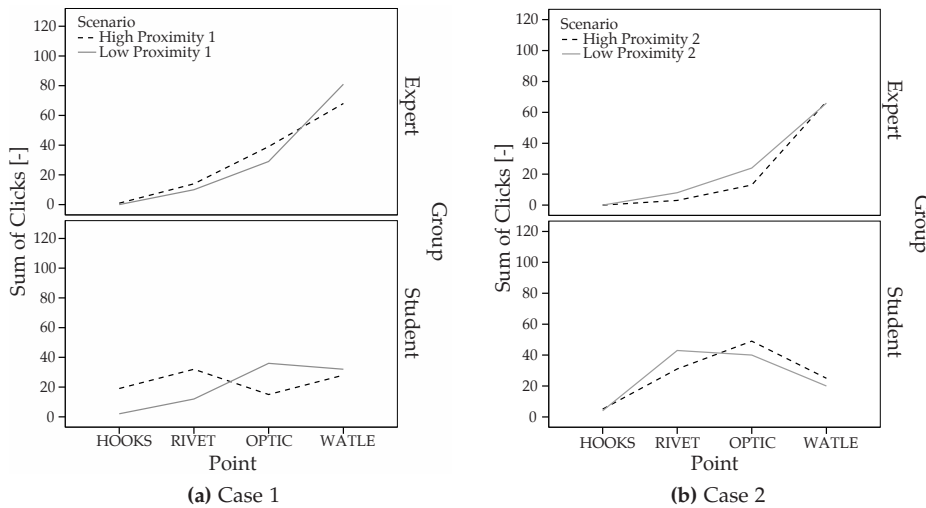 Scenario
High Proximity 1
Low Proximity 1
120
100
80
60
40
20
0
Expert
120
100
80
60
40
20
0
Student
Sum of Clicks [-]
Group
HOOKS RIVET OPTIC WATLE
Point
(a) Case 1
Scenario
High Proximity 2
Low Proximity 2
120
100
80
60
40
20
0
Expert
120
100
80
60
40
20
0
Student
Sum of Clicks [-]
Group
HOOKS RIVET OPTIC WATLE
Point
(b) Case 2